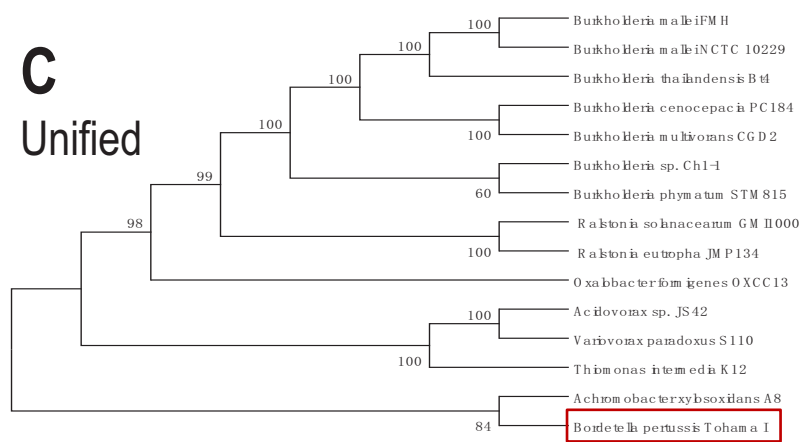 C
Unified
Burkholderia mallei FMH
100
Burkholderia mallei NCTC 10229
100
Burkholderia thailandensis Bt4
100
Burkholderia cenocepacia PC184
100
Burkholderia multivorans CGD2
100
Burkholderia sp. Ch1-1
60
Burkholderia phymatum STM815
99
Ralstonia solanacearum GMI1000
100
Ralstonia eutropha JMP134
98
Oxalobacter formigenes OXCC13
Acidovorax sp. JS42
100
Variovorax paradoxus S110
100
Thiomonas intermedia K12
Achromobacter xylosoxidans A8
84
Bordetella pertussis Tohama I